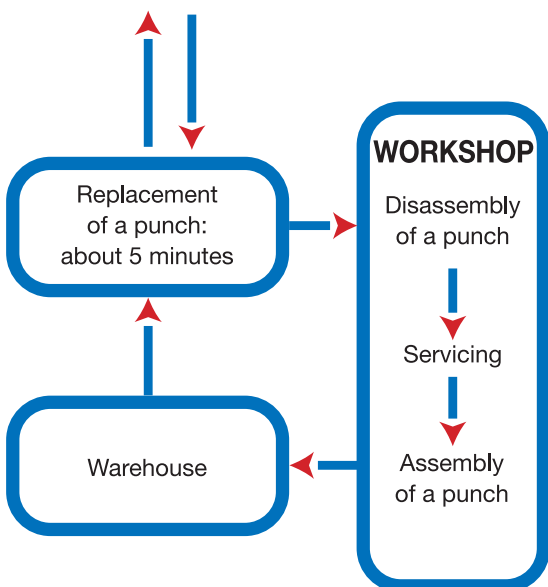 Replacement
of a punch:
about 5 minutes
WORKSHOP
Disassembly
of a punch
Servicing
Assembly
of a punch
Warehouse